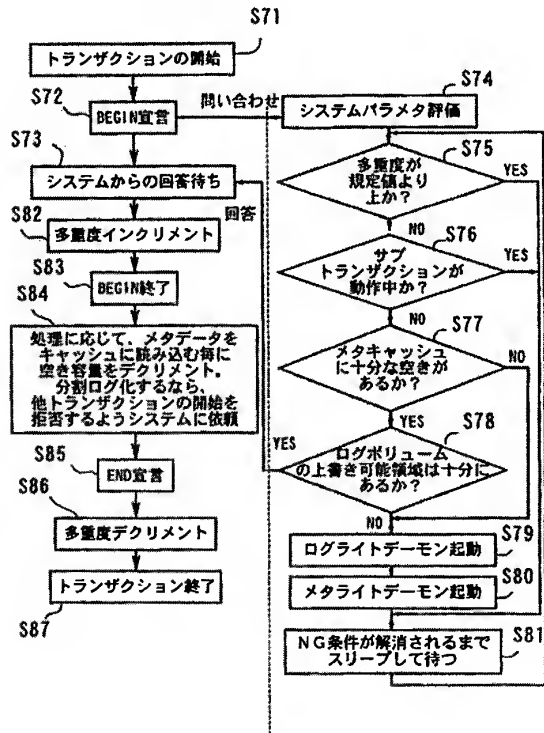 S71
トランザクションの開始
S72
BEGIN宣言
問い合わせ
S73
システムからの回答待ち
回答
S82
多重度インクリメント
S83
BEGIN終了
S84
処理に応じて、メタデータを
キャッシュに読み込む毎に
空き容量をデクリメント。
分割ログ化するなら、
他トランザクションの開始を
拒否するようシステムに依頼
S85
END宣言
S86
多重度デクリメント
トランザクション終了
S87
S74
システムパラメタ評価
S75
多重度が
規定値より
上か?
YES
NO
S76
サブ
トランザクションが
動作中か?
YES
NO
S77
メタキャッシュ
に十分な空きが
あるか?
NO
YES
S78
ログボリューム
の上書き可能領域は十分に
あるか?
YES
NO
S79
ログライトデーモン起動
S80
メタライトデーモン起動
S81
NG条件が解消されるまで
スリープして待つ